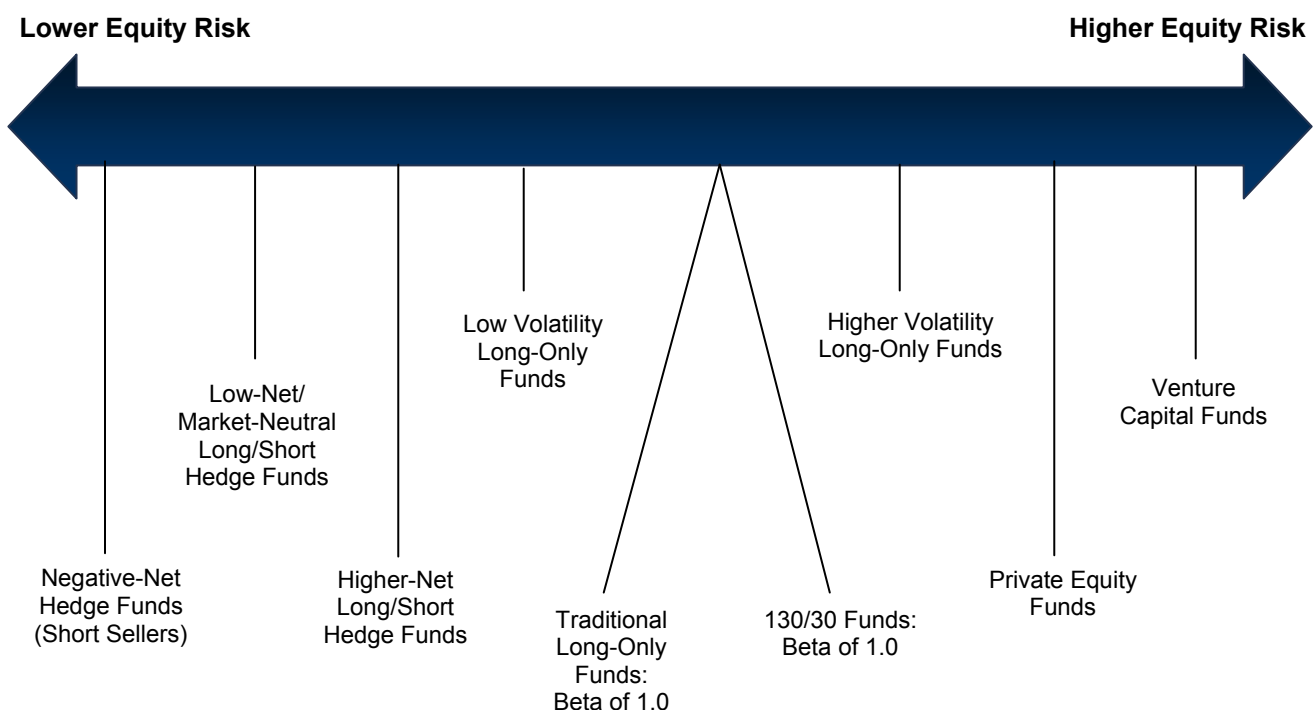 Lower Equity Risk
Higher Equity Risk
Negative-Net
Hedge Funds
(Short Sellers)
Low-Net/
Market-Neutral
Long/Short
Hedge Funds
Higher-Net
Long/Short
Hedge Funds
Low Volatility
Long-Only
Funds
Traditional
Long-Only
Funds:
Beta of 1.0
130/30 Funds:
Beta of 1.0
Higher Volatility
Long-Only Funds
Private Equity
Funds
Venture
Capital Funds